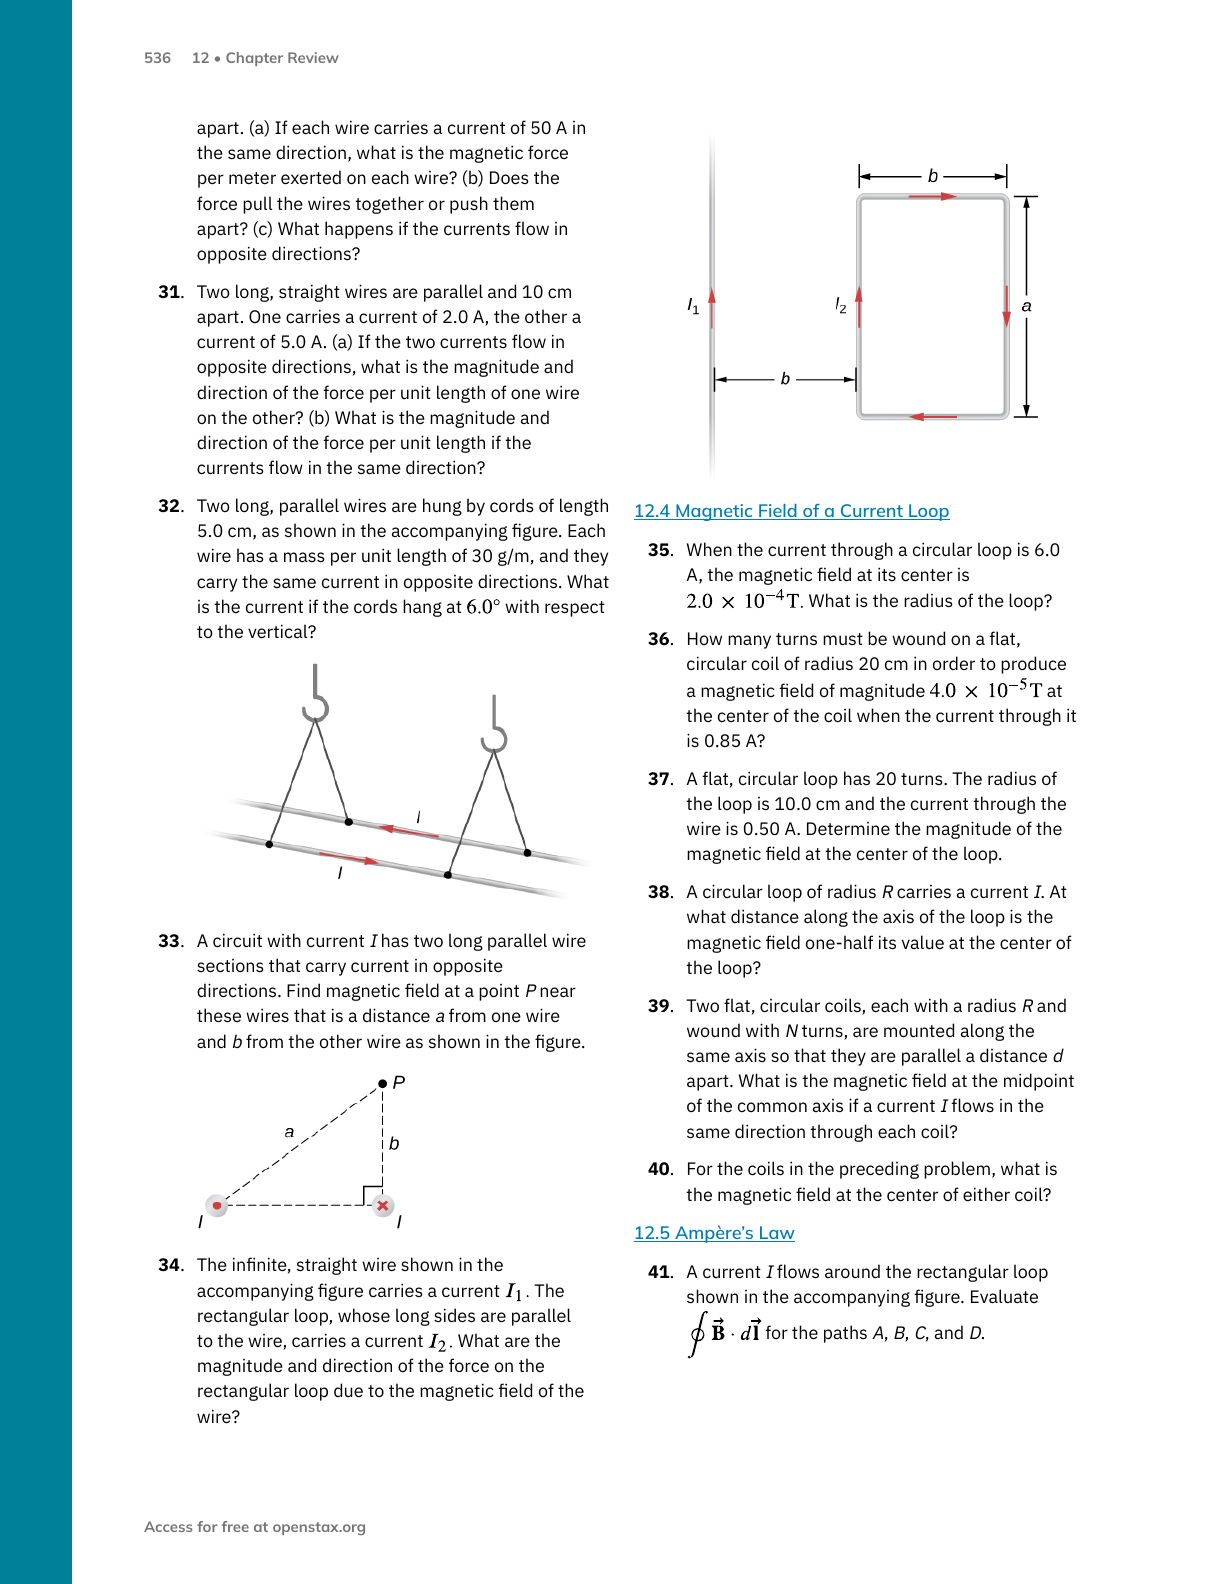 536 12 • Chapter Review
apart. (a) If each wire carries a current of 50 A in
the same direction, what is the magnetic force
per meter exerted on each wire? (b) Does the
force pull the wires together or push them
apart? (c) What happens if the currents flow in
opposite directions?
31. Two long, straight wires are parallel and 10 cm
apart. One carries a current of 2.0 A, the other a
current of 5.0 A. (a) If the two currents flow in
opposite directions, what is the magnitude and
direction of the force per unit length of one wire
on the other? (b) What is the magnitude and
direction of the force per unit length if the
currents flow in the same direction?
32. Two long, parallel wires are hung by cords of length
5.0 cm, as shown in the accompanying figure. Each
wire has a mass per unit length of 30 g/m, and they
carry the same current in opposite directions. What
is the current if the cords hang at 6.0° with respect
to the vertical?
I
I
33. A circuit with current I has two long parallel wire
sections that carry current in opposite
directions. Find magnetic field at a point P near
these wires that is a distance a from one wire
and b from the other wire as shown in the figure.
P
a
b
I
I
34. The infinite, straight wire shown in the
accompanying figure carries a current I₁. The
rectangular loop, whose long sides are parallel
to the wire, carries a current I₂. What are the
magnitude and direction of the force on the
rectangular loop due to the magnetic field of the
wire?
b
I₁
I₂
a
b
12.4 Magnetic Field of a Current Loop
35. When the current through a circular loop is 6.0
A, the magnetic field at its center is
2.0 × 10⁻⁴T. What is the radius of the loop?
36. How many turns must be wound on a flat,
circular coil of radius 20 cm in order to produce
a magnetic field of magnitude 4.0 × 10⁻⁵T at
the center of the coil when the current through it
is 0.85 A?
37. A flat, circular loop has 20 turns. The radius of
the loop is 10.0 cm and the current through the
wire is 0.50 A. Determine the magnitude of the
magnetic field at the center of the loop.
38. A circular loop of radius R carries a current I. At
what distance along the axis of the loop is the
magnetic field one-half its value at the center of
the loop?
39. Two flat, circular coils, each with a radius R and
wound with N turns, are mounted along the
same axis so that they are parallel a distance d
apart. What is the magnetic field at the midpoint
of the common axis if a current I flows in the
same direction through each coil?
40. For the coils in the preceding problem, what is
the magnetic field at the center of either coil?
12.5 Ampère’s Law
41. A current I flows around the rectangular loop
shown in the accompanying figure. Evaluate
∮ B⃗ · dl⃗ for the paths A, B, C, and D.
Access for free at openstax.org